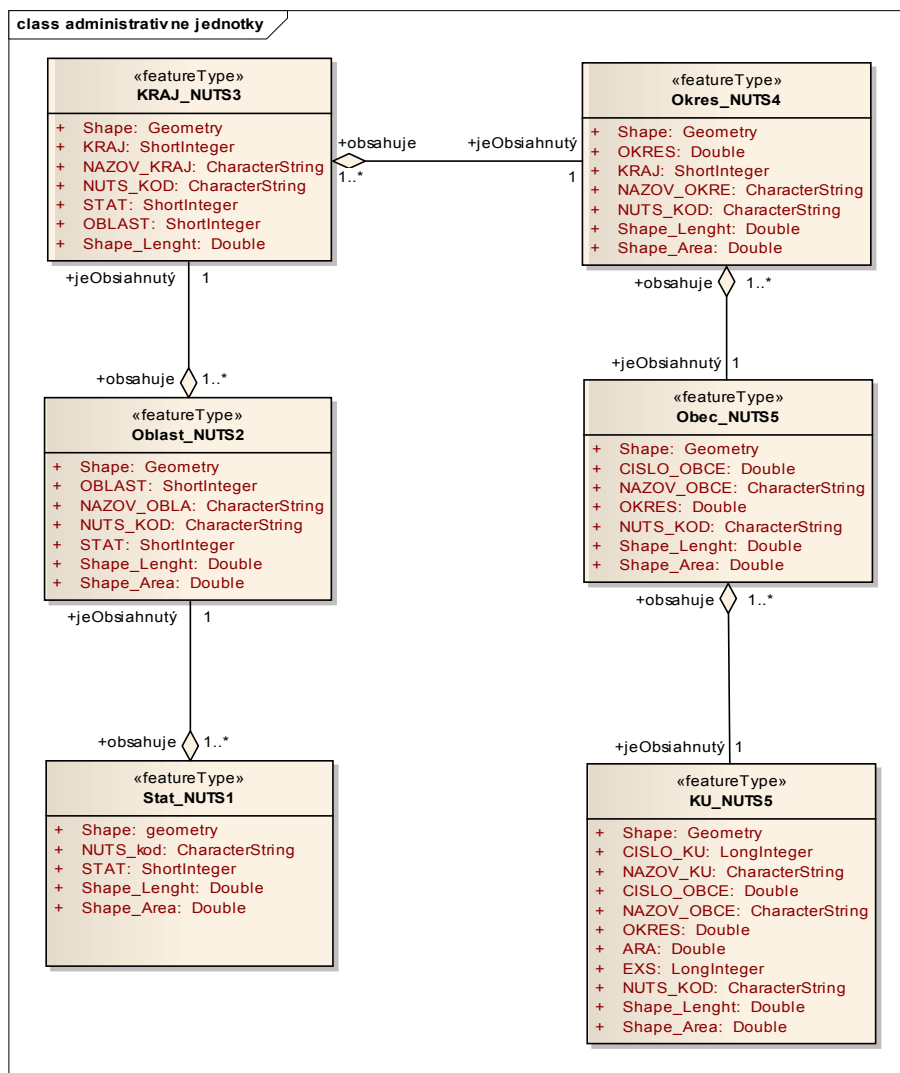 class administrativne jednotky
«featureType»
KRAJ_NUTS3
+ Shape: Geometry
+ KRAJ: ShortInteger
+ NAZOV_KRAJ: CharacterString
+ NUTS_KOD: CharacterString
+ STAT: ShortInteger
+ OBLAST: ShortInteger
+ Shape_Lenght: Double
+obsahuje
1..*
+jeObsiahnutý
1
«featureType»
Okres_NUTS4
+ Shape: Geometry
+ OKRES: Double
+ KRAJ: ShortInteger
+ NAZOV_OKRE: CharacterString
+ NUTS_KOD: CharacterString
+ Shape_Lenght: Double
+ Shape_Area: Double
+jeObsiahnutý 1
+obsahuje 1..*
«featureType»
Oblast_NUTS2
+ Shape: Geometry
+ OBLAST: ShortInteger
+ NAZOV_OBLA: CharacterString
+ NUTS_KOD: CharacterString
+ STAT: ShortInteger
+ Shape_Lenght: Double
+ Shape_Area: Double
+jeObsiahnutý 1
+obsahuje 1..*
«featureType»
Stat_NUTS1
+ Shape: geometry
+ NUTS_kod: CharacterString
+ STAT: ShortInteger
+ Shape_Lenght: Double
+ Shape_Area: Double
+obsahuje 1..*
+jeObsiahnutý 1
«featureType»
Obec_NUTS5
+ Shape: Geometry
+ CISLO_OBCE: Double
+ NAZOV_OBCE: CharacterString
+ OKRES: Double
+ NUTS_KOD: CharacterString
+ Shape_Lenght: Double
+ Shape_Area: Double
+obsahuje 1..*
+jeObsiahnutý 1
«featureType»
KU_NUTS5
+ Shape: Geometry
+ CISLO_KU: LongInteger
+ NAZOV_KU: CharacterString
+ CISLO_OBCE: Double
+ NAZOV_OBCE: CharacterString
+ OKRES: Double
+ ARA: Double
+ EXS: LongInteger
+ NUTS_KOD: CharacterString
+ Shape_Lenght: Double
+ Shape_Area: Double